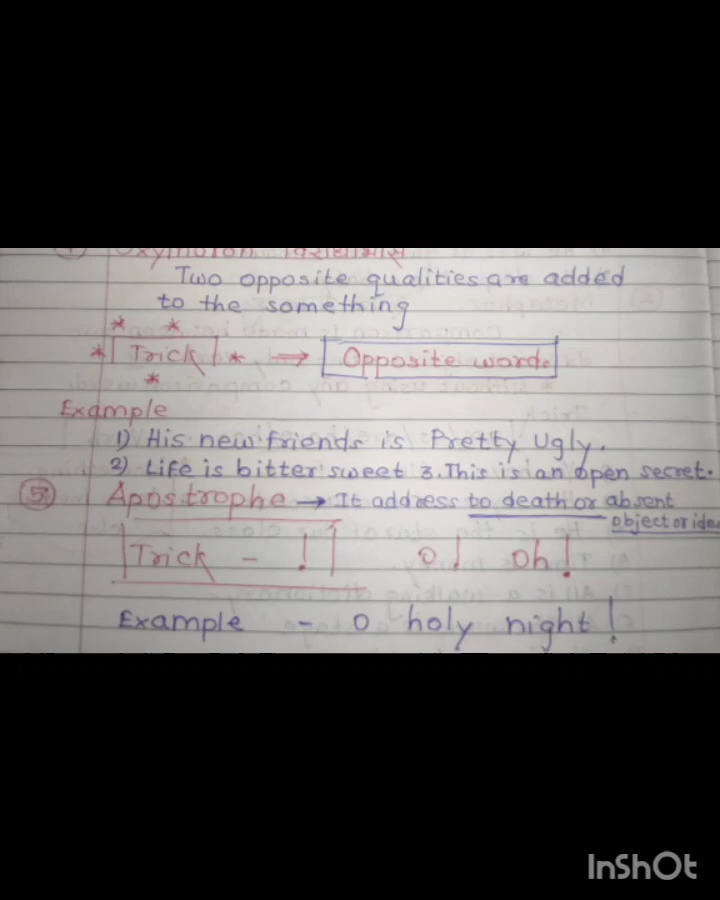 Oxymoron विरोधाभास
Two opposite qualities are added
to the something
* *
* Trick * → Opposite words
*
Example
1) His new friends is Pretty Ugly.
2) Life is bitter sweet 3. This is an open secret.
5 Apostrophe → It address to death or absent
object or idea
Trick - ! O! Oh!
Example - O holy night!
InShOt